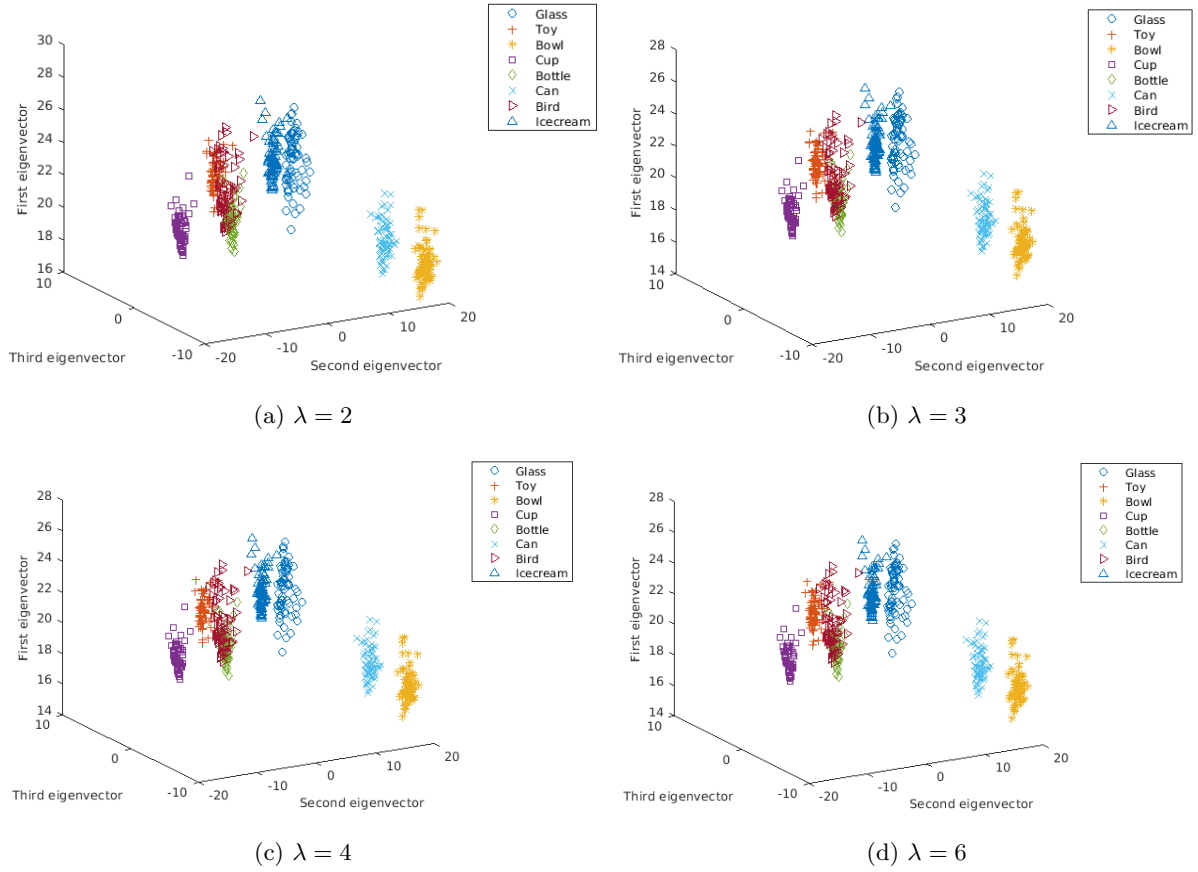 Glass
Toy
Bowl
Cup
Bottle
Can
Bird
Icecream
30
28
26
24
22
20
18
16
First eigenvector
10
0
-10
Third eigenvector
-20
-10
0
10
20
Second eigenvector
(a) λ = 2
Glass
Toy
Bowl
Cup
Bottle
Can
Bird
Icecream
28
26
24
22
20
18
16
14
First eigenvector
10
0
-10
Third eigenvector
-20
-10
0
10
20
Second eigenvector
(b) λ = 3
Glass
Toy
Bowl
Cup
Bottle
Can
Bird
Icecream
28
26
24
22
20
18
16
14
First eigenvector
10
0
-10
Third eigenvector
-20
-10
0
10
20
Second eigenvector
(c) λ = 4
Glass
Toy
Bowl
Cup
Bottle
Can
Bird
Icecream
28
26
24
22
20
18
16
14
First eigenvector
10
0
-10
Third eigenvector
-20
-10
0
10
20
Second eigenvector
(d) λ = 6